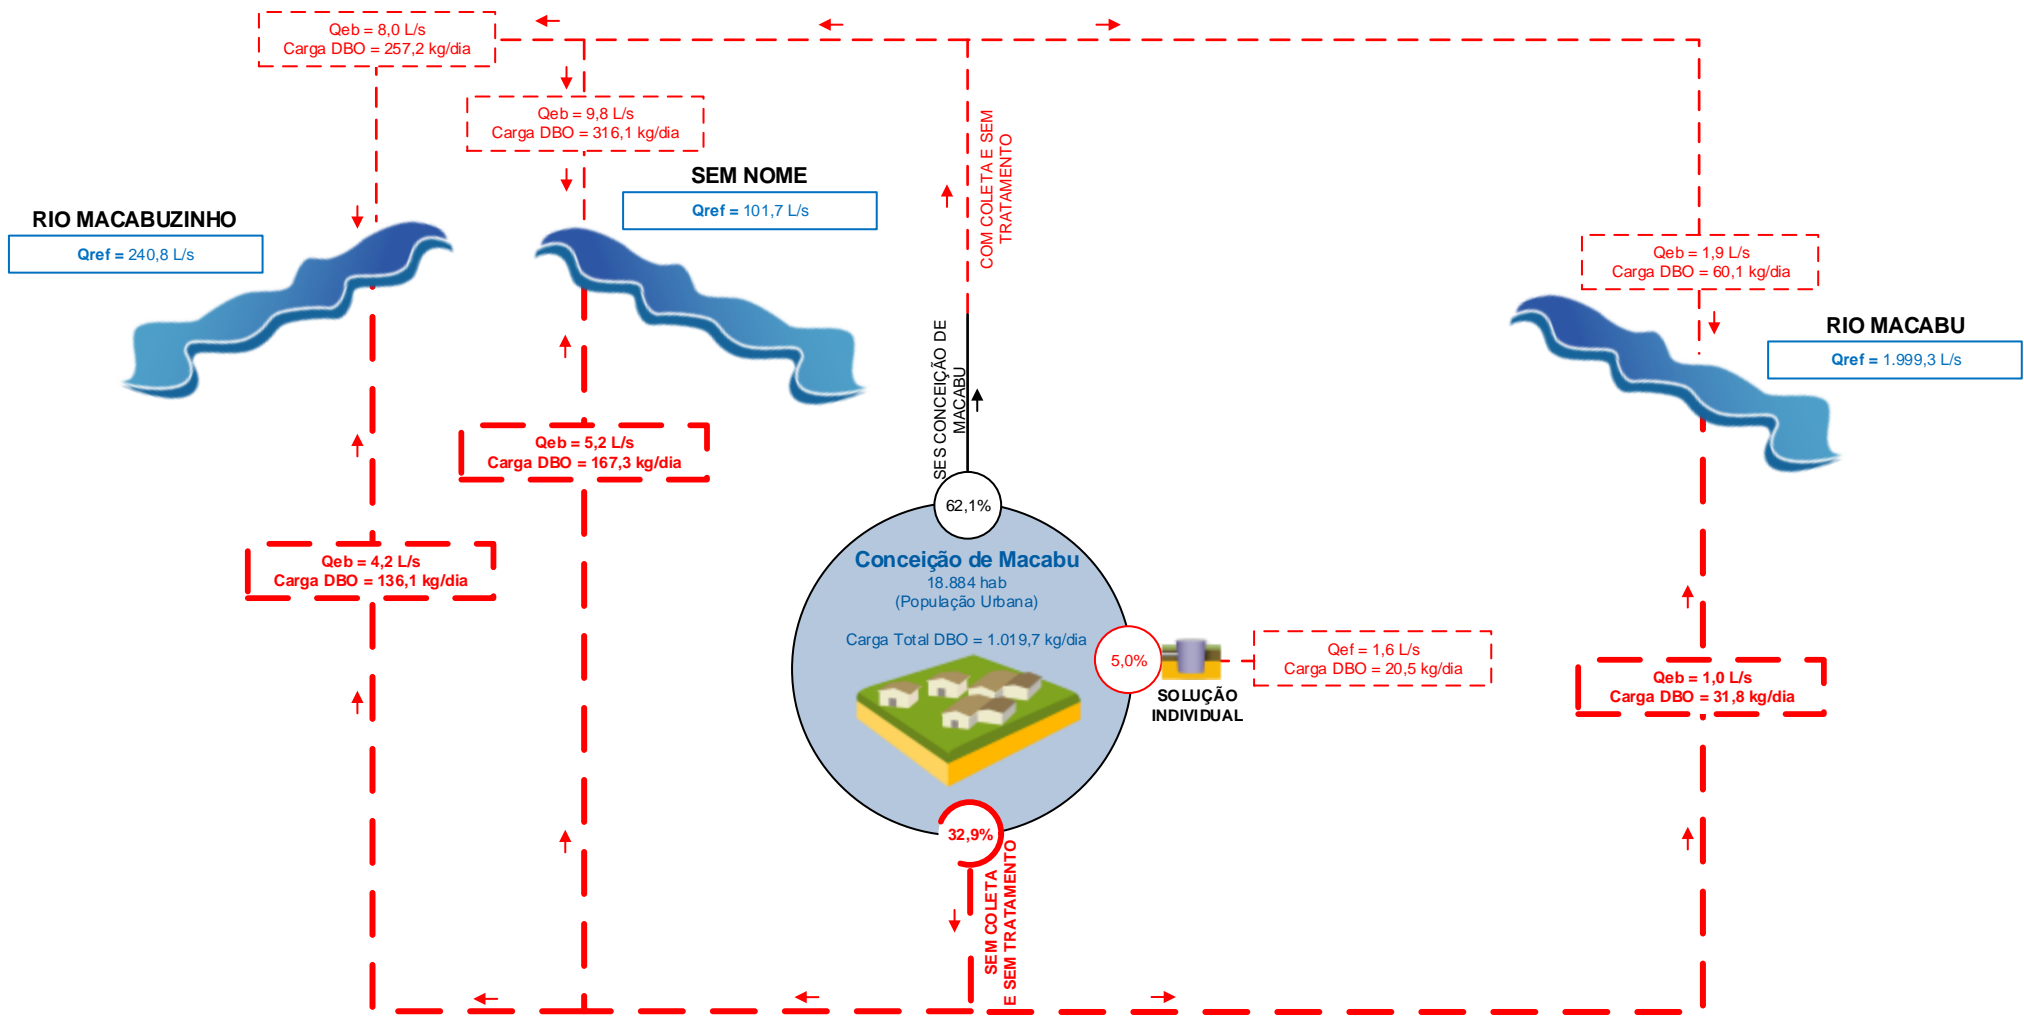 Qeb = 8,0 L/s
Carga DBO = 257,2 kg/dia
Qeb = 9,8 L/s
Carga DBO = 316,1 kg/dia
COM COLETA E SEM
TRATAMENTO
SEM NOME
Qref = 101,7 L/s
RIO MACABUZINHO
Qref = 240,8 L/s
Qeb = 1,9 L/s
Carga DBO = 60,1 kg/dia
RIO MACABU
Qref = 1.999,3 L/s
SES CONCEIÇÃO DE
MACABU
Qeb = 5,2 L/s
Carga DBO = 167,3 kg/dia
62,1%
Qeb = 4,2 L/s
Carga DBO = 136,1 kg/dia
Conceição de Macabu
18.884 hab
(População Urbana)
Carga Total DBO = 1.019,7 kg/dia
5,0%
SOLUÇÃO
INDIVIDUAL
Qef = 1,6 L/s
Carga DBO = 20,5 kg/dia
Qeb = 1,0 L/s
Carga DBO = 31,8 kg/dia
32,9%
SEM COLETA
E SEM TRATAMENTO